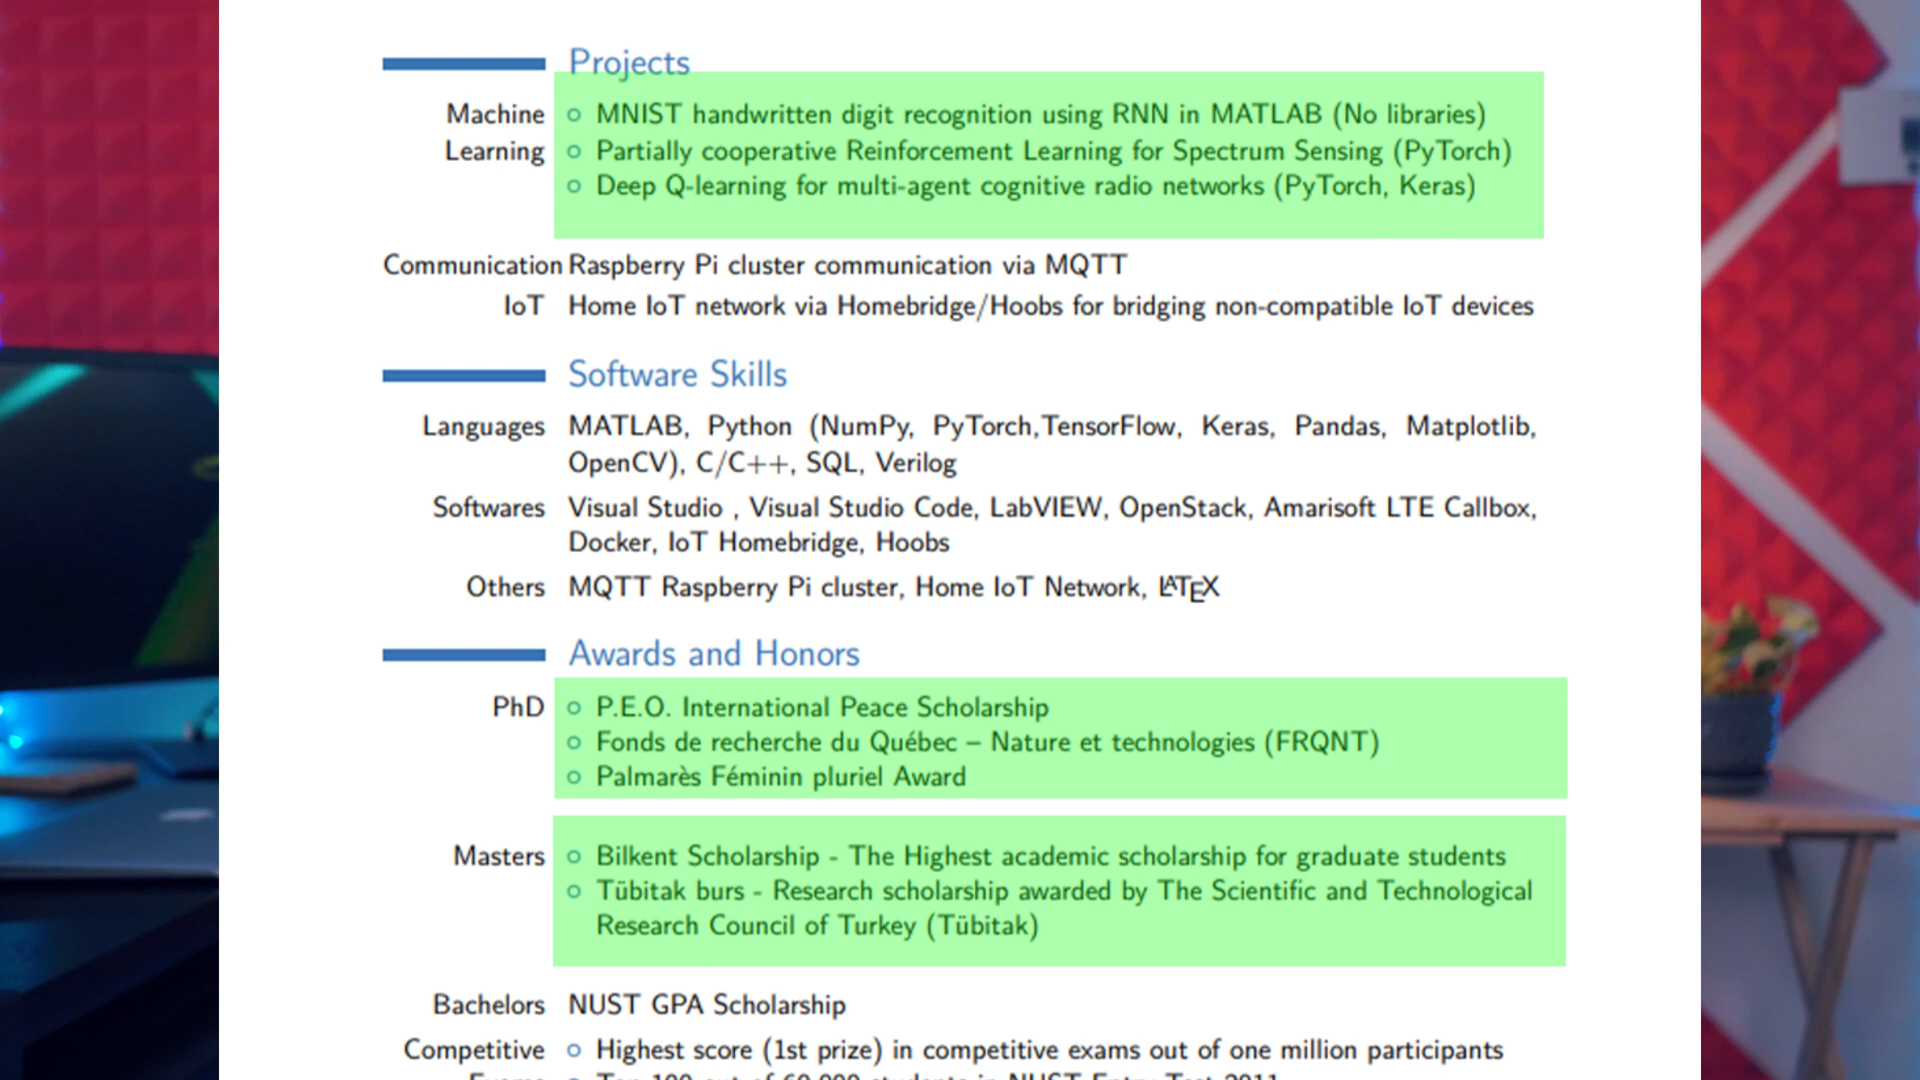 Projects
Machine Learning
○ MNIST handwritten digit recognition using RNN in MATLAB (No libraries)
○ Partially cooperative Reinforcement Learning for Spectrum Sensing (PyTorch)
○ Deep Q-learning for multi-agent cognitive radio networks (PyTorch, Keras)
Communication Raspberry Pi cluster communication via MQTT
IoT Home IoT network via Homebridge/Hoobs for bridging non-compatible IoT devices
Software Skills
Languages MATLAB, Python (NumPy, PyTorch,TensorFlow, Keras, Pandas, Matplotlib,
OpenCV), C/C++, SQL, Verilog
Softwares Visual Studio , Visual Studio Code, LabVIEW, OpenStack, Amarisoft LTE Callbox,
Docker, IoT Homebridge, Hoobs
Others MQTT Raspberry Pi cluster, Home IoT Network, LATEX
Awards and Honors
PhD ○ P.E.O. International Peace Scholarship
○ Fonds de recherche du Québec – Nature et technologies (FRQNT)
○ Palmarès Féminin pluriel Award
Masters ○ Bilkent Scholarship - The Highest academic scholarship for graduate students
○ Tübitak burs - Research scholarship awarded by The Scientific and Technological
Research Council of Turkey (Tübitak)
Bachelors NUST GPA Scholarship
Competitive ○ Highest score (1st prize) in competitive exams out of one million participants